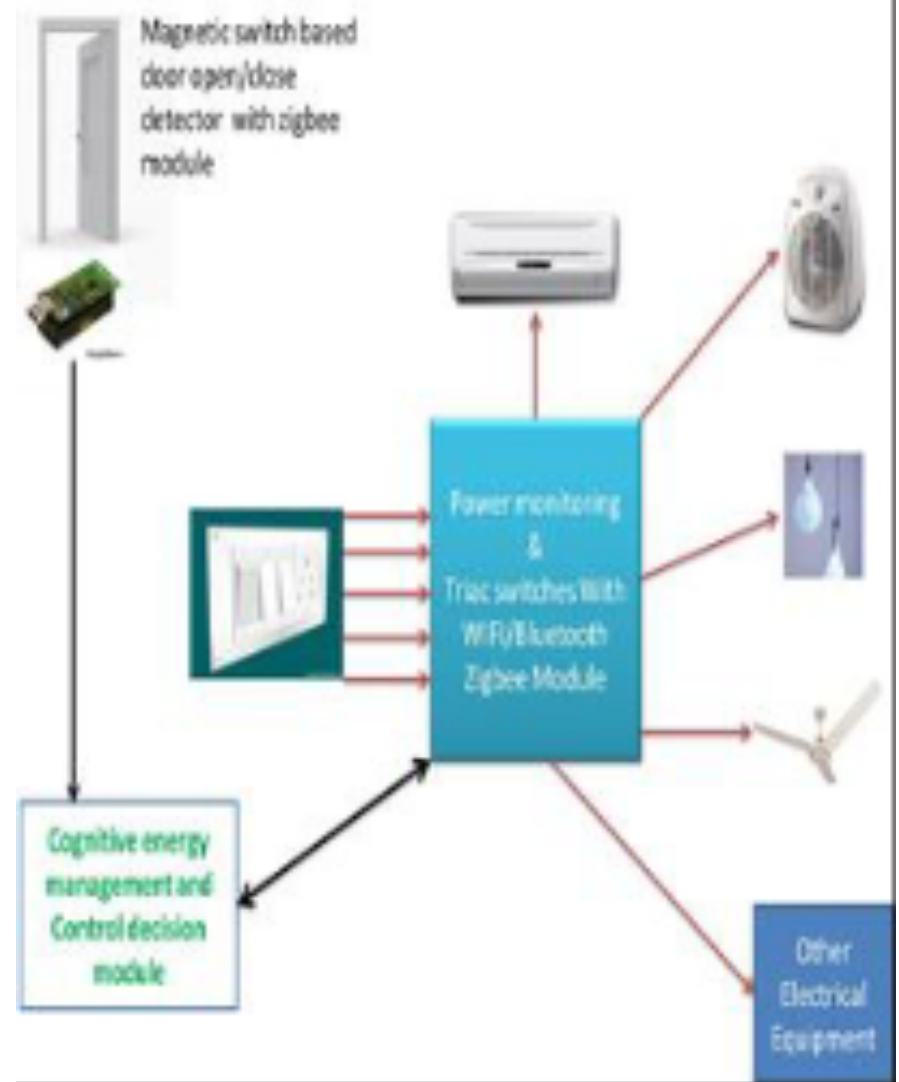 Magnetic switch based
door open/close
detector with zigbee
module
Power monitoring
&
Triac switches With
WiFi/Bluetooth
Zigbee Module
Cognitive energy
management and
Control decision
module
Other
Electrical
Equipment